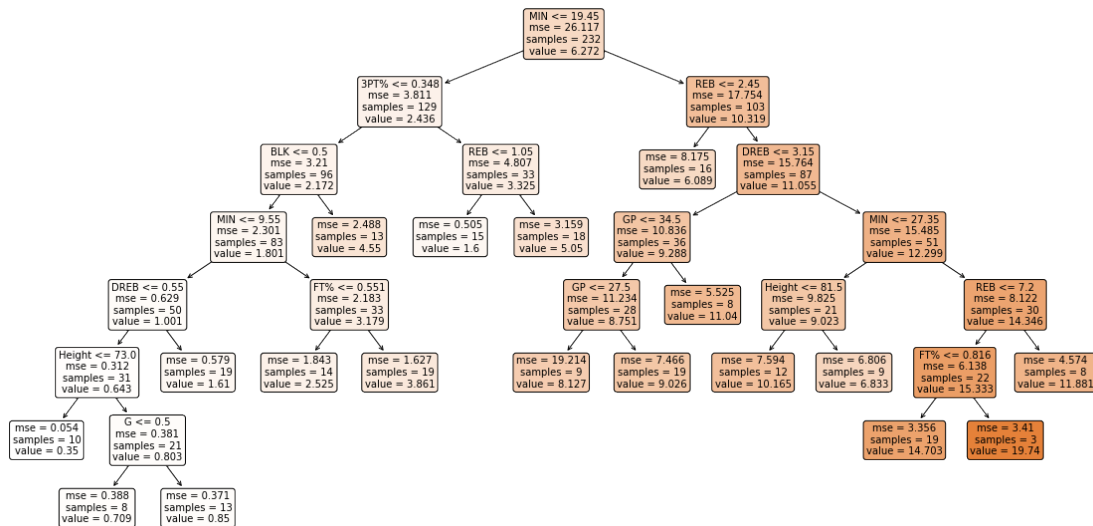 MIN <= 19.45
mse = 26.117
samples = 232
value = 6.272
3PT% <= 0.348
mse = 3.811
samples = 129
value = 2.436
REB <= 2.45
mse = 17.754
samples = 103
value = 10.319
BLK <= 0.5
mse = 3.21
samples = 96
value = 2.172
REB <= 1.05
mse = 4.807
samples = 33
value = 3.325
mse = 8.175
samples = 16
value = 6.089
DREB <= 3.15
mse = 15.764
samples = 87
value = 11.055
MIN <= 9.55
mse = 2.301
samples = 83
value = 1.801
mse = 2.488
samples = 13
value = 4.55
mse = 0.505
samples = 15
value = 1.6
mse = 3.159
samples = 18
value = 5.05
GP <= 34.5
mse = 10.836
samples = 36
value = 9.288
MIN <= 27.35
mse = 15.485
samples = 51
value = 12.299
DREB <= 0.55
mse = 0.629
samples = 50
value = 1.001
FT% <= 0.551
mse = 2.183
samples = 33
value = 3.179
GP <= 27.5
mse = 11.234
samples = 28
value = 8.751
mse = 5.525
samples = 8
value = 11.04
Height <= 81.5
mse = 9.825
samples = 21
value = 9.023
REB <= 7.2
mse = 8.122
samples = 30
value = 14.346
Height <= 73.0
mse = 0.312
samples = 31
value = 0.643
mse = 0.579
samples = 19
value = 1.61
mse = 1.843
samples = 14
value = 2.525
mse = 1.627
samples = 19
value = 3.861
mse = 19.214
samples = 9
value = 8.127
mse = 7.466
samples = 19
value = 9.026
mse = 7.594
samples = 12
value = 10.165
mse = 6.806
samples = 9
value = 6.833
FT% <= 0.816
mse = 6.138
samples = 22
value = 15.333
mse = 4.574
samples = 8
value = 11.881
mse = 0.054
samples = 10
value = 0.35
G <= 0.5
mse = 0.381
samples = 21
value = 0.803
mse = 3.356
samples = 19
value = 14.703
mse = 3.41
samples = 3
value = 19.74
mse = 0.388
samples = 8
value = 0.709
mse = 0.371
samples = 13
value = 0.85